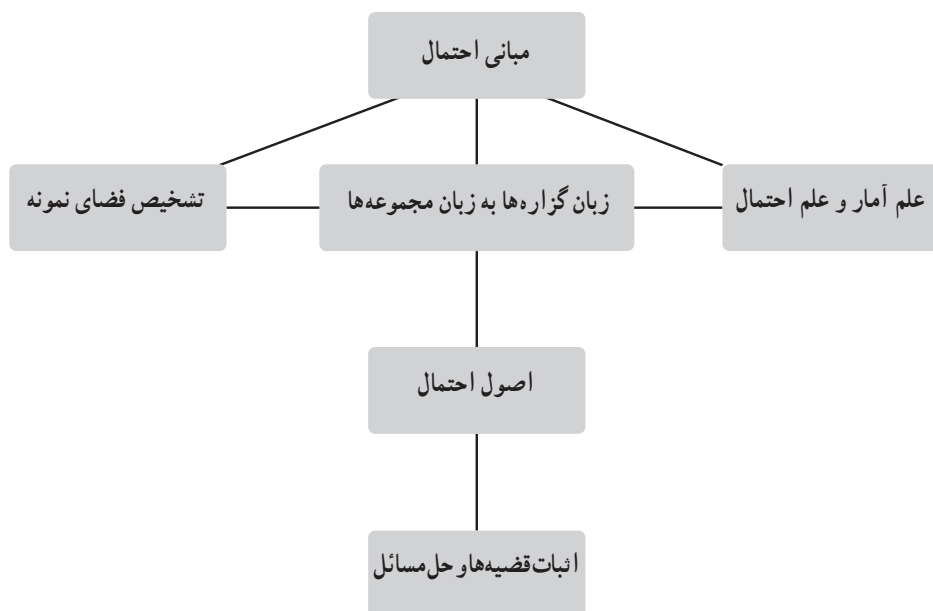 مبانی احتمال
علم آمار و علم احتمال
زبان گزاره‌ها به زبان مجموعه‌ها
تشخیص فضای نمونه
اصول احتمال
اثبات قضیه‌ها و حل مسائل